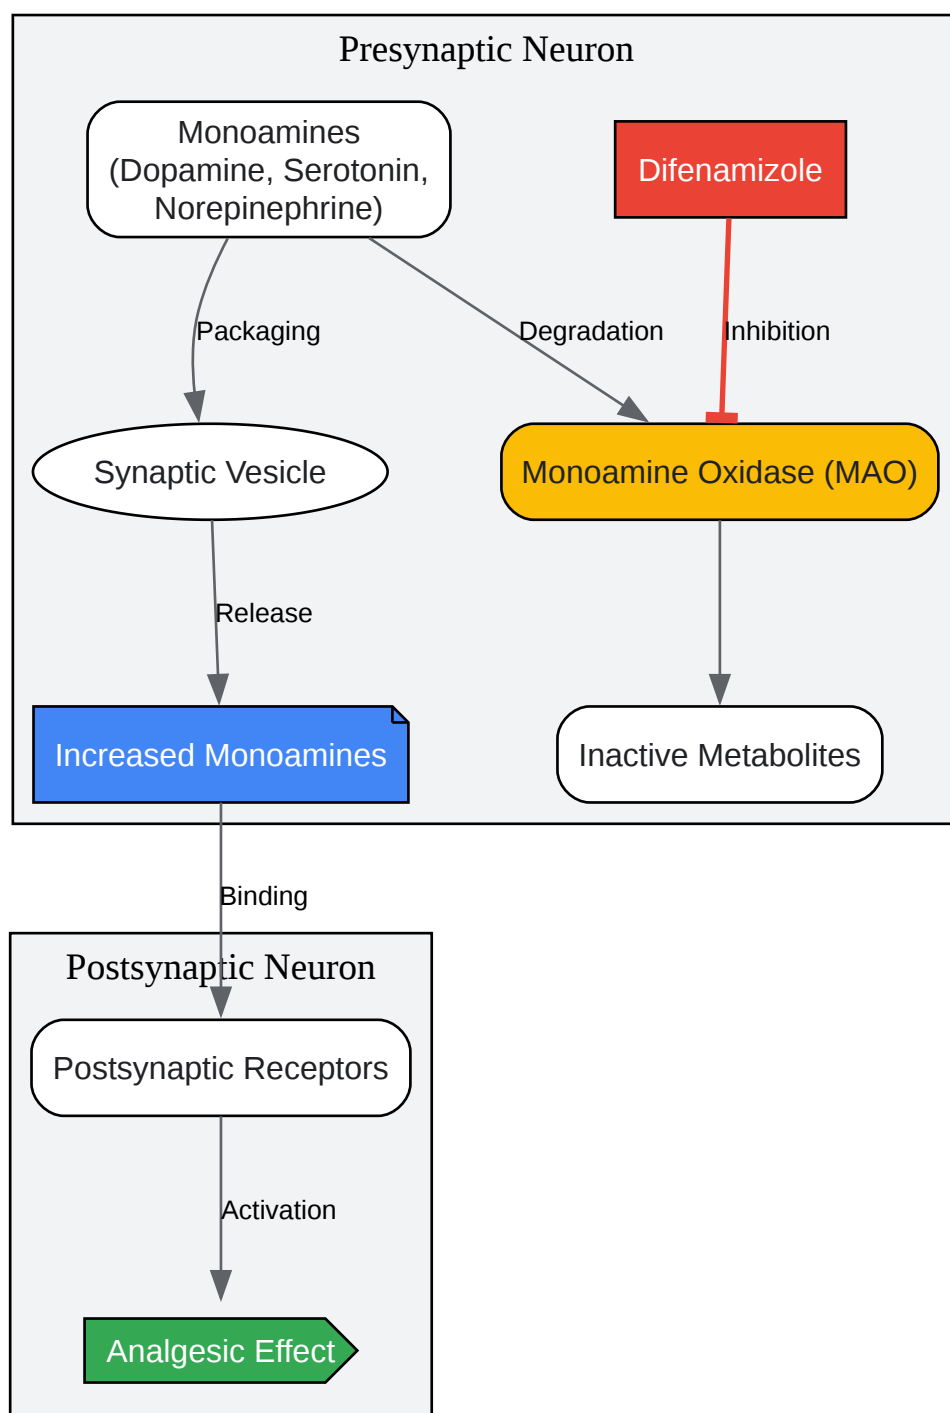 Presynaptic Neuron
Monoamines
(Dopamine, Serotonin,
Norepinephrine)
Difenamizole
Packaging
Degradation
Inhibition
Synaptic Vesicle
Monoamine Oxidase (MAO)
Release
Increased Monoamines
Inactive Metabolites
Binding
Postsynaptic Neuron
Postsynaptic Receptors
Activation
Analgesic Effect